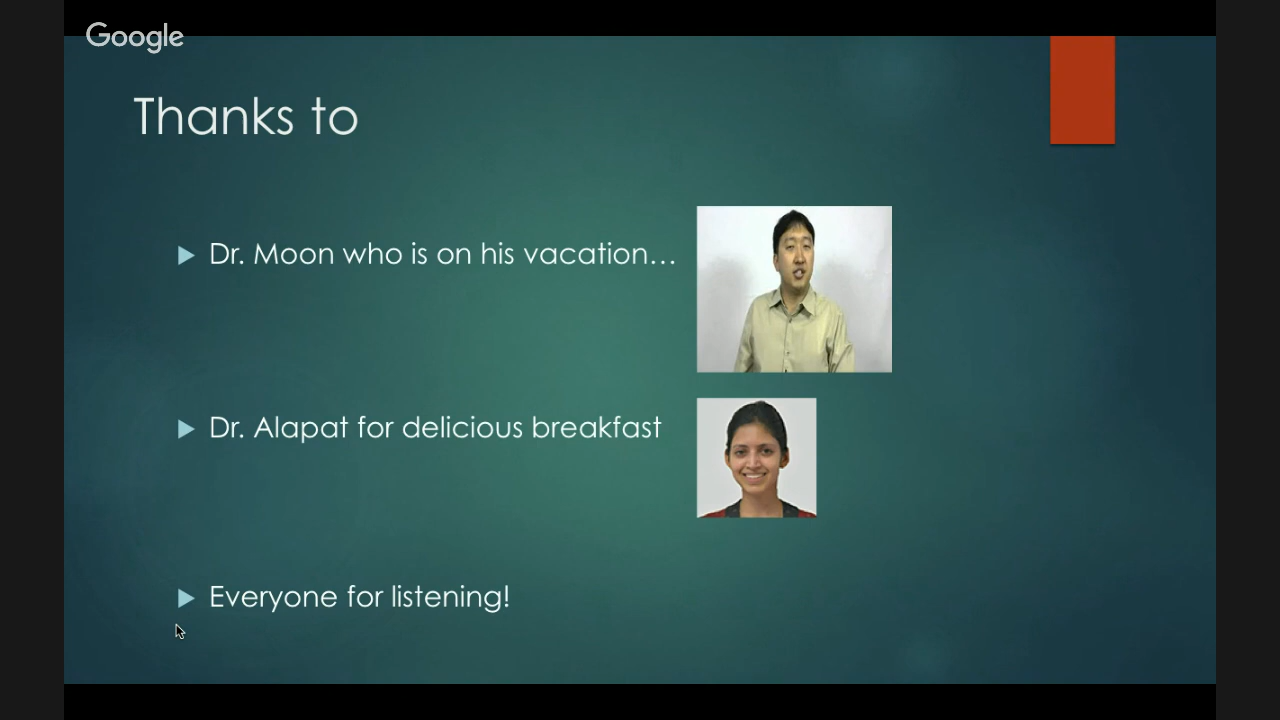 Google
Thanks to
Dr. Moon who is on his vacation…
Dr. Alapat for delicious breakfast
Everyone for listening!